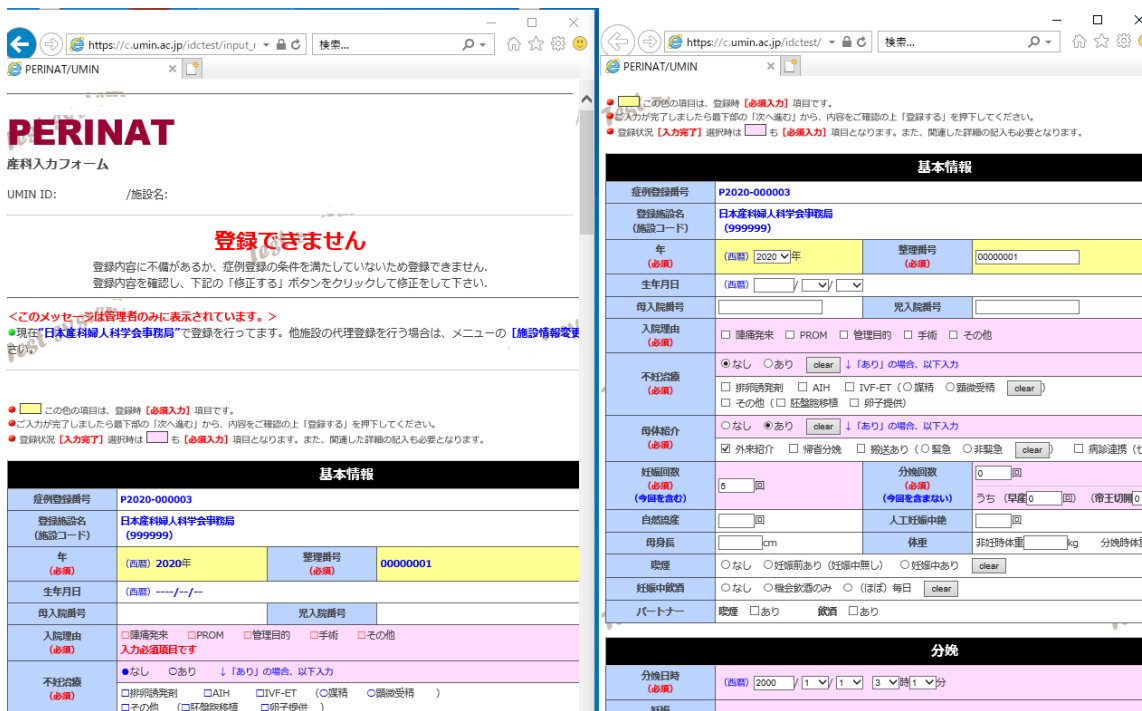 https://c.umin.ac.jp/idctest/input_r
検索...
PERINAT/UMIN
PERINAT
産科入力フォーム
UMIN ID: /施設名:
登録できません
登録内容に不備があるか、症例登録の条件を満たしていないため登録できません.
登録内容を確認し、下記の「修正する」ボタンをクリックして修正をして下さい.
<このメッセージは管理者のみに表示されています。>
●現在"日本産科婦人科学会事務局"で登録を行ってます。他施設の代理登録を行う場合は、メニューの【施設情報変更
さい。
この色の項目は、登録時【必須入力】項目です。
●ご入力が完了しましたら最下部の「次へ進む」から、内容をご確認の上「登録する」を押下してください。
登録状況【入力完了】選択時は も【必須入力】項目となります。また、関連した詳細の記入も必要となります。
基本情報
症例登録番号 P2020-000003
登録施設名 日本産科婦人科学会事務局
(施設コード) (999999)
年 (西暦) 2020年 整理番号 00000001
(必須) (必須)
生年月日 (西暦) ----/--/--
母入院番号 児入院番号
入院理由 □陣痛発来 □PROM □管理目的 □手術 □その他
(必須) 入力必須項目です
不妊治療 ●なし ○あり ↓「あり」の場合、以下入力
(必須) □排卵誘発剤 □AIH □IVF-ET (○媒精 ○顕微受精 )
□その他 (□胚盤胞移植 □卵子提供 )
https://c.umin.ac.jp/idctest/
検索...
PERINAT/UMIN
この色の項目は、登録時【必須入力】項目です。
●ご入力が完了しましたら最下部の「次へ進む」から、内容をご確認の上「登録する」を押下してください。
登録状況【入力完了】選択時は も【必須入力】項目となります。また、関連した詳細の記入も必要となります。
基本情報
症例登録番号 P2020-000003
登録施設名 日本産科婦人科学会事務局
(施設コード) (999999)
年 (西暦) 2020 年 整理番号 00000001
(必須) (必須)
生年月日 (西暦) / /
母入院番号 児入院番号
入院理由 □ 陣痛発来 □ PROM □ 管理目的 □ 手術 □ その他
(必須)
不妊治療 ◉なし ○あり clear ↓「あり」の場合、以下入力
(必須) □ 排卵誘発剤 □ AIH □ IVF-ET (○媒精 ○顕微受精 clear )
□ その他 (□ 胚盤胞移植 □ 卵子提供)
母体紹介 ○なし ◉あり clear ↓「あり」の場合、以下入力
(必須) ☑ 外来紹介 □ 帰省分娩 □ 搬送あり (○緊急 ○非緊急 clear ) □ 病診連携
妊娠回数 5 回 分娩回数 0 回
(必須) (必須)
(今回を含む) (今回を含まない) うち (早産 0 回) (帝王切開 0
自然流産 回 人工妊娠中絶 回
母身長 cm 体重 非妊時体重 kg 分娩時体重
喫煙 ○なし ○妊娠前あり (妊娠中無し) ○妊娠中あり clear
妊娠中飲酒 ○なし ○機会飲酒のみ ○ (ほぼ) 毎日 clear
パートナー 喫煙 □あり 飲酒 □あり
分娩
分娩日時 (西暦) 2000 / 1 / 1 3 時 1 分
(必須)
妊娠